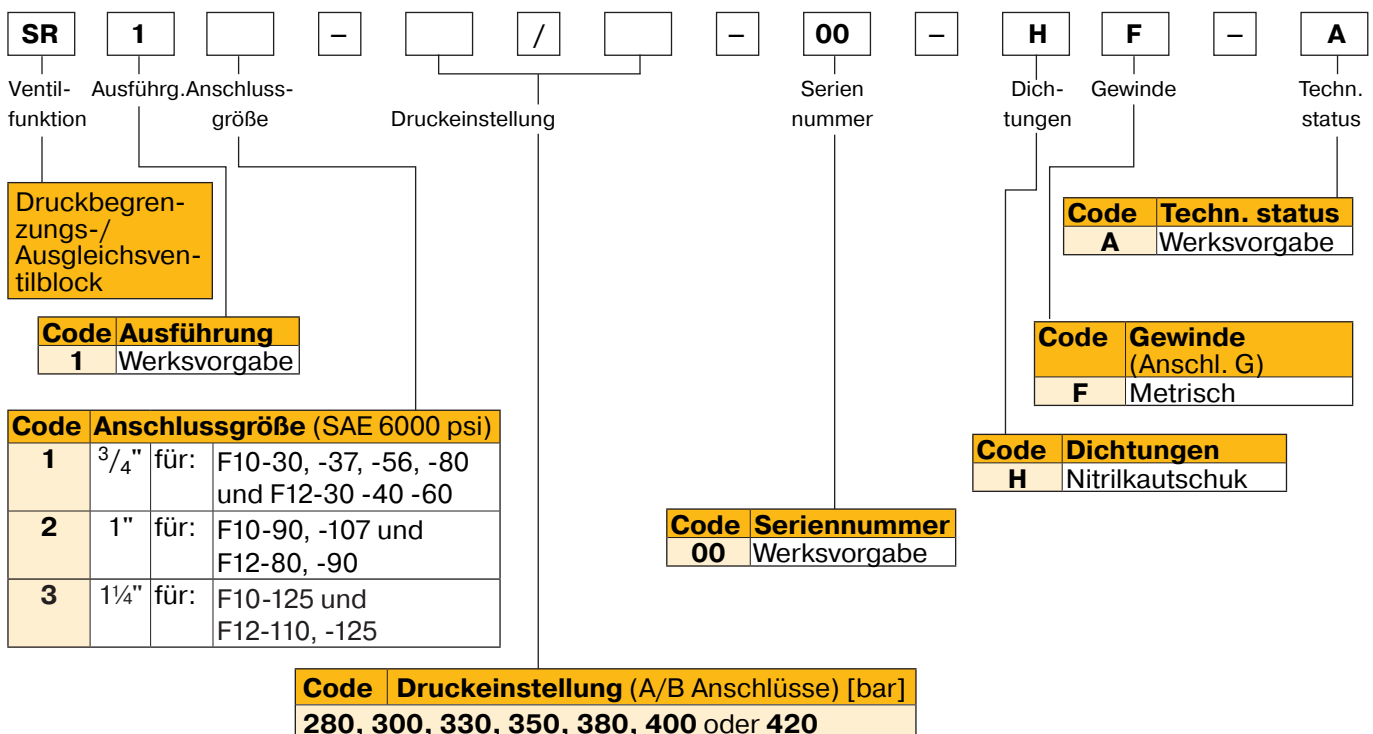 SR 1 – / – 00 – H F – A
Ventil- Ausführg. Anschluss- Serien Dich- Gewinde Techn.
funktion größe Druckeinstellung nummer tungen status
Druckbegren-
zungs-/
Ausgleichsven-
tilblock
Code Techn. status
A Werksvorgabe
Code Ausführung
1 Werksvorgabe
Code Gewinde
(Anschl. G)
F Metrisch
Code Anschlussgröße (SAE 6000 psi)
1 3/4" für: F10-30, -37, -56, -80
und F12-30 -40 -60
2 1" für: F10-90, -107 und
F12-80, -90
3 1¼" für: F10-125 und
F12-110, -125
Code Dichtungen
H Nitrilkautschuk
Code Seriennummer
00 Werksvorgabe
Code Druckeinstellung (A/B Anschlüsse) [bar]
280, 300, 330, 350, 380, 400 oder 420